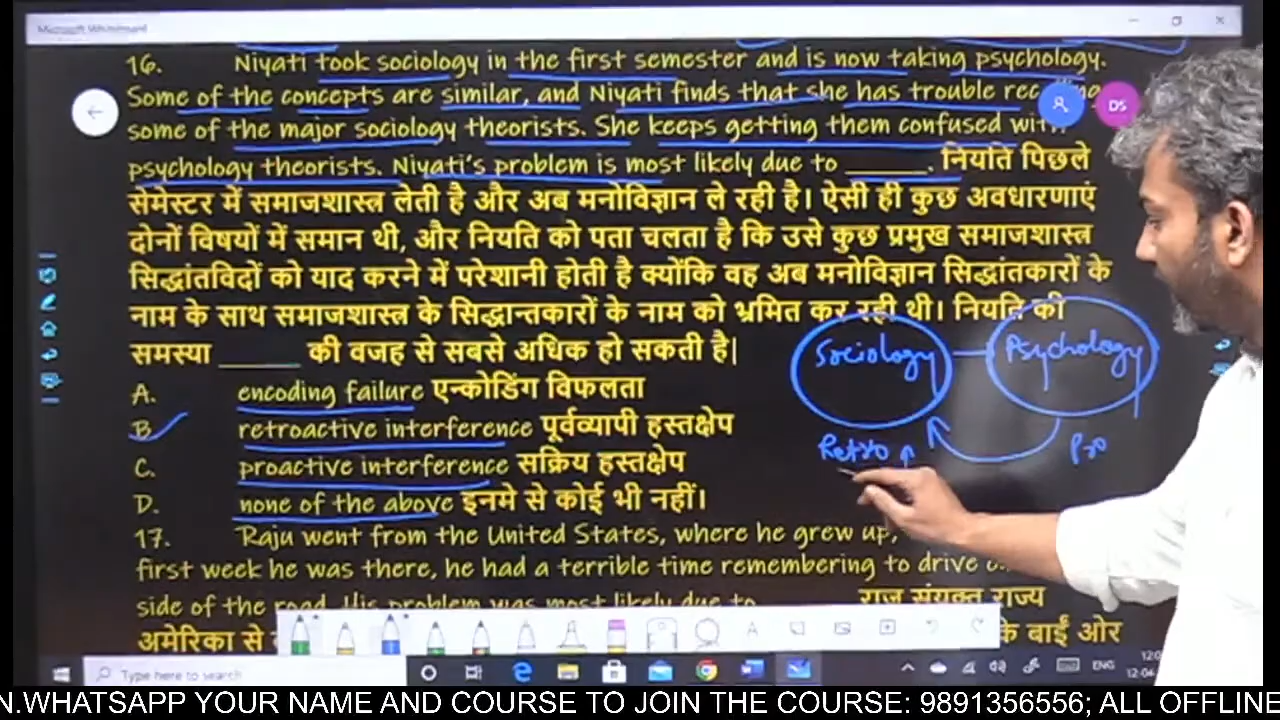 Microsoft Whiteboard
16. Niyati took sociology in the first semester and is now taking psychology.
Some of the concepts are similar, and Niyati finds that she has trouble
some of the major sociology theorists. She keeps getting them confused with
psychology theorists. Niyati's problem is most likely due to ______. नियति पिछले
सेमेस्टर में समाजशास्त्र लेती है और अब मनोविज्ञान ले रही है। ऐसी ही कुछ अवधारणाएं
दोनों विषयों में समान थी, और नियति को पता चलता है कि उसे कुछ प्रमुख समाजशास्त्र
सिद्धांतविदों को याद करने में परेशानी होती है क्योंकि वह अब मनोविज्ञान सिद्धांतकारों के
नाम के साथ समाजशास्त्र के सिद्धान्तकारों के नाम को भ्रमित कर रही थी। नियति की
समस्या ______ की वजह से सबसे अधिक हो सकती है|
A. encoding failure एन्कोडिंग विफलता
B. retroactive interference पूर्वव्यापी हस्तक्षेप
C. proactive interference सक्रिय हस्तक्षेप
D. none of the above इनमे से कोई भी नहीं।
Sociology Psychology
Retro Pro
17. Raju went from the United States, where he grew up,
first week he was there, he had a terrible time remembering to drive
side of the road. His problem was most likely due to राजू संयुक्त राज्य
अमेरिका से के बाईं ओर
DS
Type here to search
ENG
N.WHATSAPP YOUR NAME AND COURSE TO JOIN THE COURSE: 9891356556; ALL OFFLINE